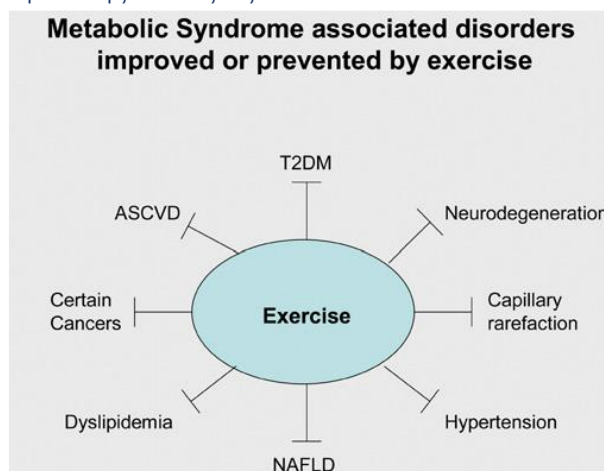 Metabolic Syndrome associated disorders
improved or prevented by exercise
T2DM
ASCVD
Neurodegeneration
Certain
Cancers
Exercise
Capillary
rarefaction
Dyslipidemia
Hypertension
NAFLD